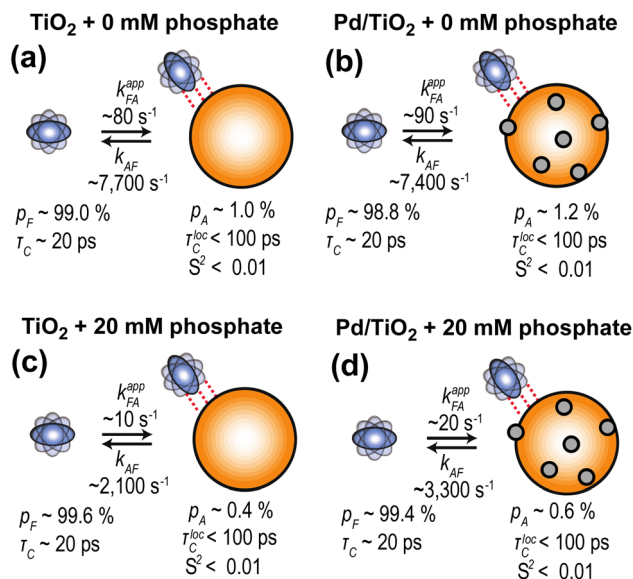 TiO₂ + 0 mM phosphate
(a)
k_FA^app
~80 s⁻¹
k_AF
~7,700 s⁻¹
p_F ~ 99.0 %
τ_C ~ 20 ps
p_A ~ 1.0 %
τ_C^loc < 100 ps
S² < 0.01
Pd/TiO₂ + 0 mM phosphate
(b)
k_FA^app
~90 s⁻¹
k_AF
~7,400 s⁻¹
p_F ~ 98.8 %
τ_C ~ 20 ps
p_A ~ 1.2 %
τ_C^loc < 100 ps
S² < 0.01
TiO₂ + 20 mM phosphate
(c)
k_FA^app
~10 s⁻¹
k_AF
~2,100 s⁻¹
p_F ~ 99.6 %
τ_C ~ 20 ps
p_A ~ 0.4 %
τ_C^loc < 100 ps
S² < 0.01
Pd/TiO₂ + 20 mM phosphate
(d)
k_FA^app
~20 s⁻¹
k_AF
~3,300 s⁻¹
p_F ~ 99.4 %
τ_C ~ 20 ps
p_A ~ 0.6 %
τ_C^loc < 100 ps
S² < 0.01